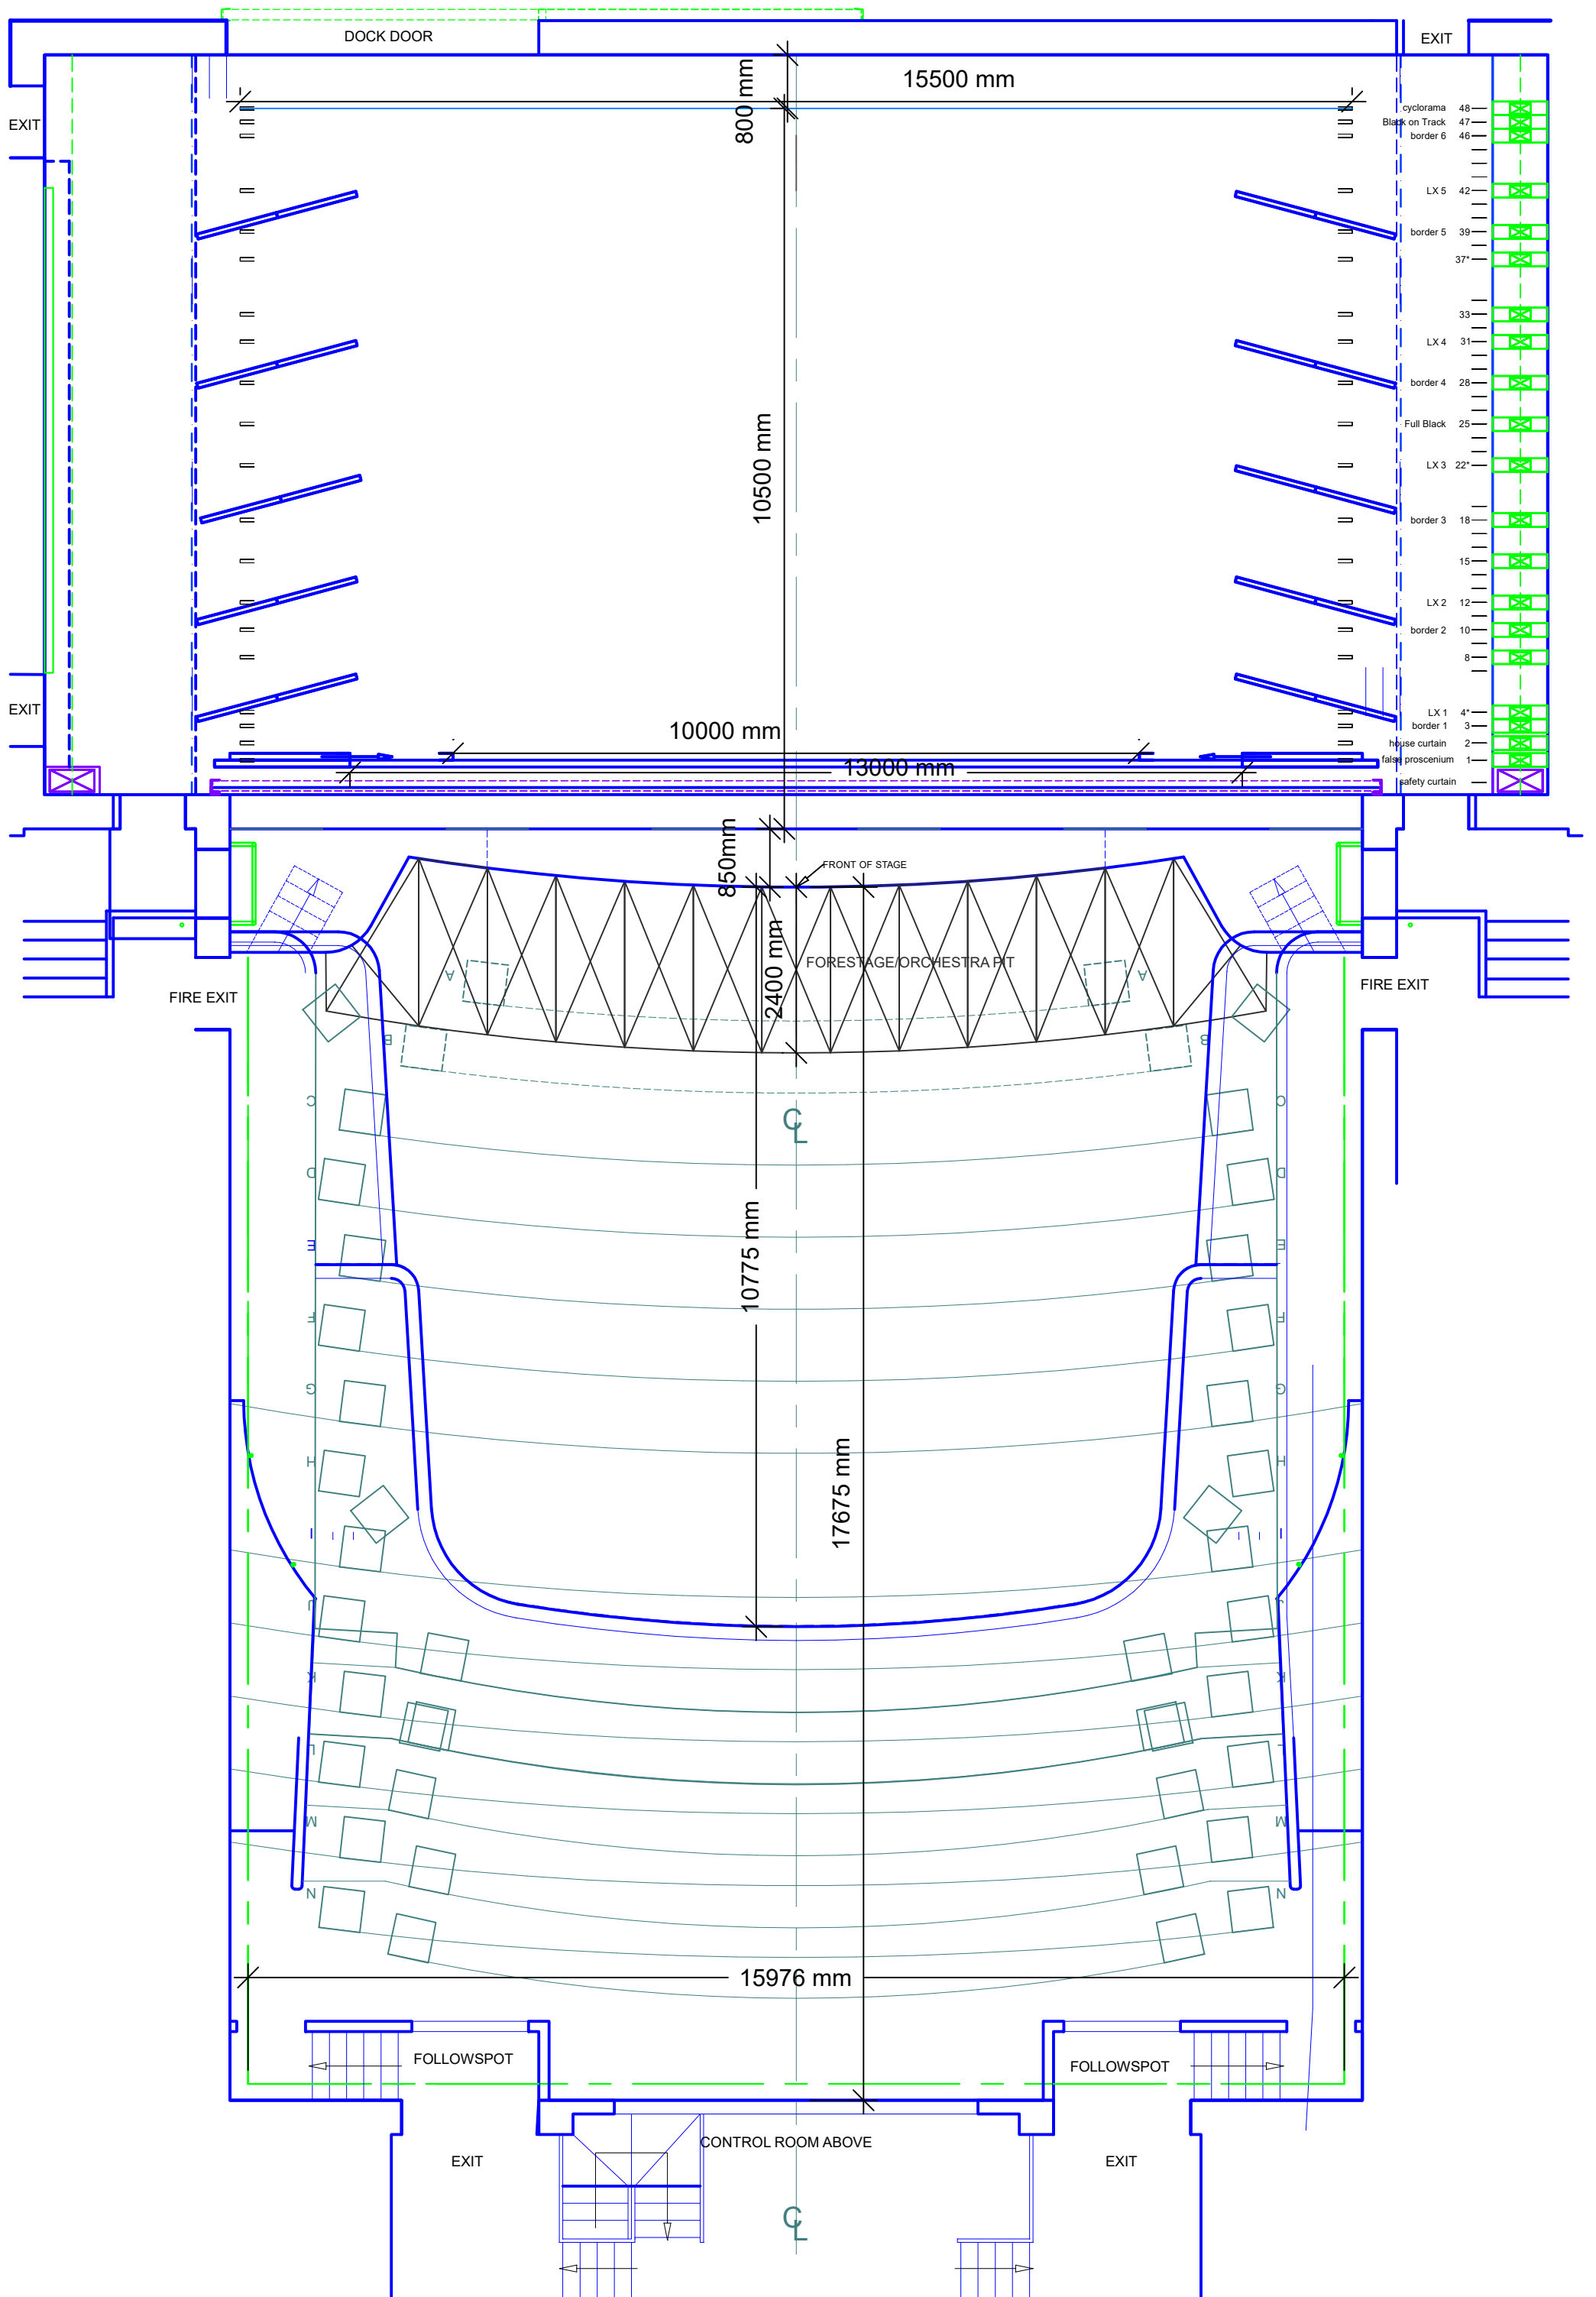 DOCK DOOR
EXIT
15500 mm
800 mm
EXIT
cyclorama 48
Black on Track 47
border 6 46
LX 5 42
border 5 39
37*
33
LX 4 31
border 4 28
Full Black 25
LX 3 22*
10500 mm
border 3 18
15
LX 2 12
border 2 10
8
EXIT
LX 1 4*
border 1 3
10000 mm
house curtain 2
false proscenium 1
13000 mm
safety curtain
850mm
FRONT OF STAGE
FORESTAGE/ORCHESTRA PIT
2400 mm
A A
FIRE EXIT FIRE EXIT
B B
C C
CL
D D
E E
10775 mm
F F
G G
H H
17675 mm
I I
J J
K K
L L
M M
N N
15976 mm
FOLLOWSPOT FOLLOWSPOT
CONTROL ROOM ABOVE
EXIT EXIT
CL